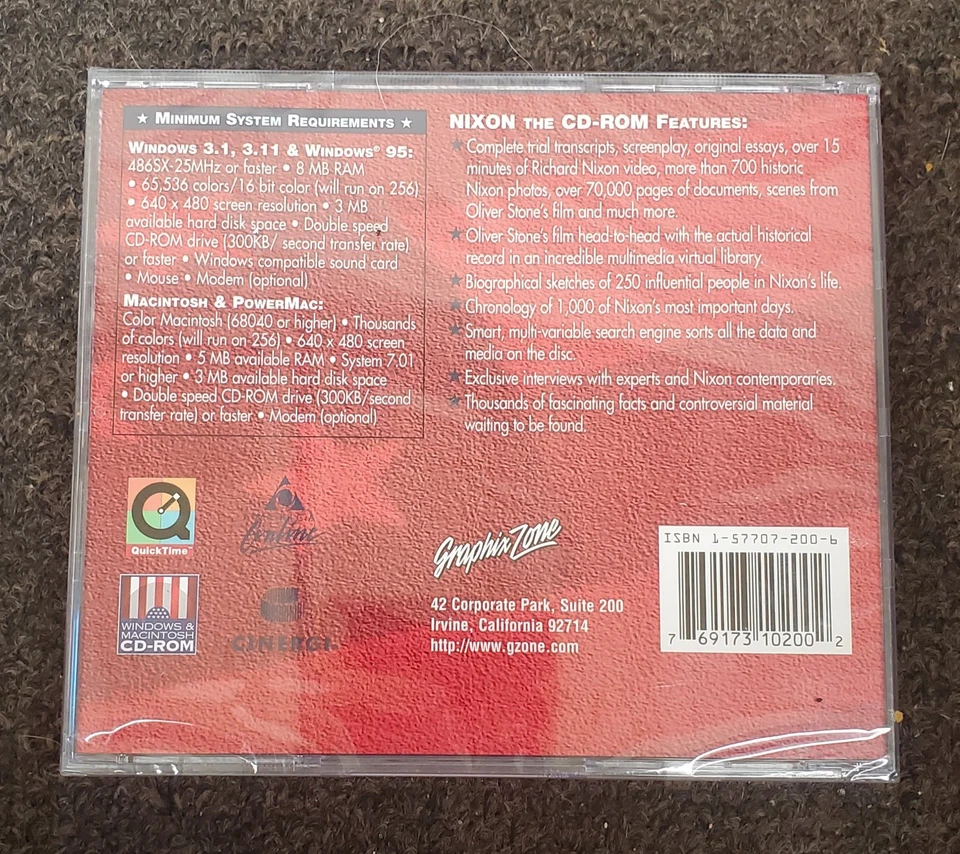 ★ MINIMUM SYSTEM REQUIREMENTS ★
WINDOWS 3.1, 3.11 & WINDOWS® 95:
486SX-25MHz or faster • 8 MB RAM
• 65,536 colors/16 bit color (will run on 256)
• 640 x 480 screen resolution • 3 MB
available hard disk space • Double speed
CD-ROM drive (300KB/ second transfer rate)
or faster • Windows compatible sound card
• Mouse • Modem (optional)
MACINTOSH & POWERMAC:
Color Macintosh (68040 or higher) • Thousands
of colors (will run on 256) • 640 x 480 screen
resolution • 5 MB available RAM • System 7.01
or higher • 3 MB available hard disk space
• Double speed CD-ROM drive (300KB/second
transfer rate) or faster • Modem (optional)
NIXON THE CD-ROM FEATURES:
★ Complete trial transcripts, screenplay, original essays, over 15
minutes of Richard Nixon video, more than 700 historic
Nixon photos, over 70,000 pages of documents, scenes from
Oliver Stone's film and much more.
★ Oliver Stone's film head-to-head with the actual historical
record in an incredible multimedia virtual library.
★ Biographical sketches of 250 influential people in Nixon's life.
★ Chronology of 1,000 of Nixon's most important days.
★ Smart, multi-variable search engine sorts all the data and
media on the disc.
★ Exclusive interviews with experts and Nixon contemporaries.
★ Thousands of fascinating facts and controversial material
waiting to be found.
QuickTime™
WINDOWS &
MACINTOSH
CD-ROM
CINERGI
Graphix Zone
42 Corporate Park, Suite 200
Irvine, California 92714
http://www.gzone.com
ISBN 1-57707-200-6
7 69173 10200 2